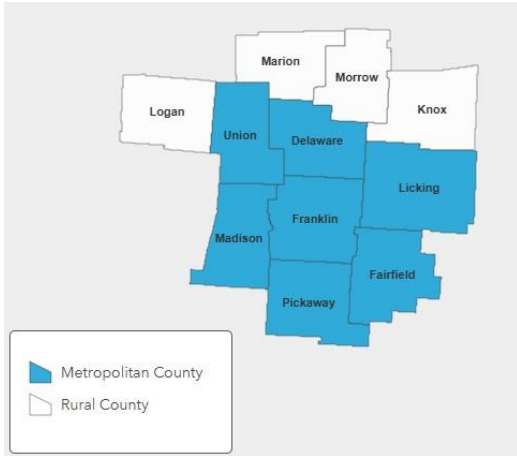 Marion
Morrow
Logan
Knox
Union
Delaware
Licking
Franklin
Madison
Fairfield
Pickaway
Metropolitan County
Rural County